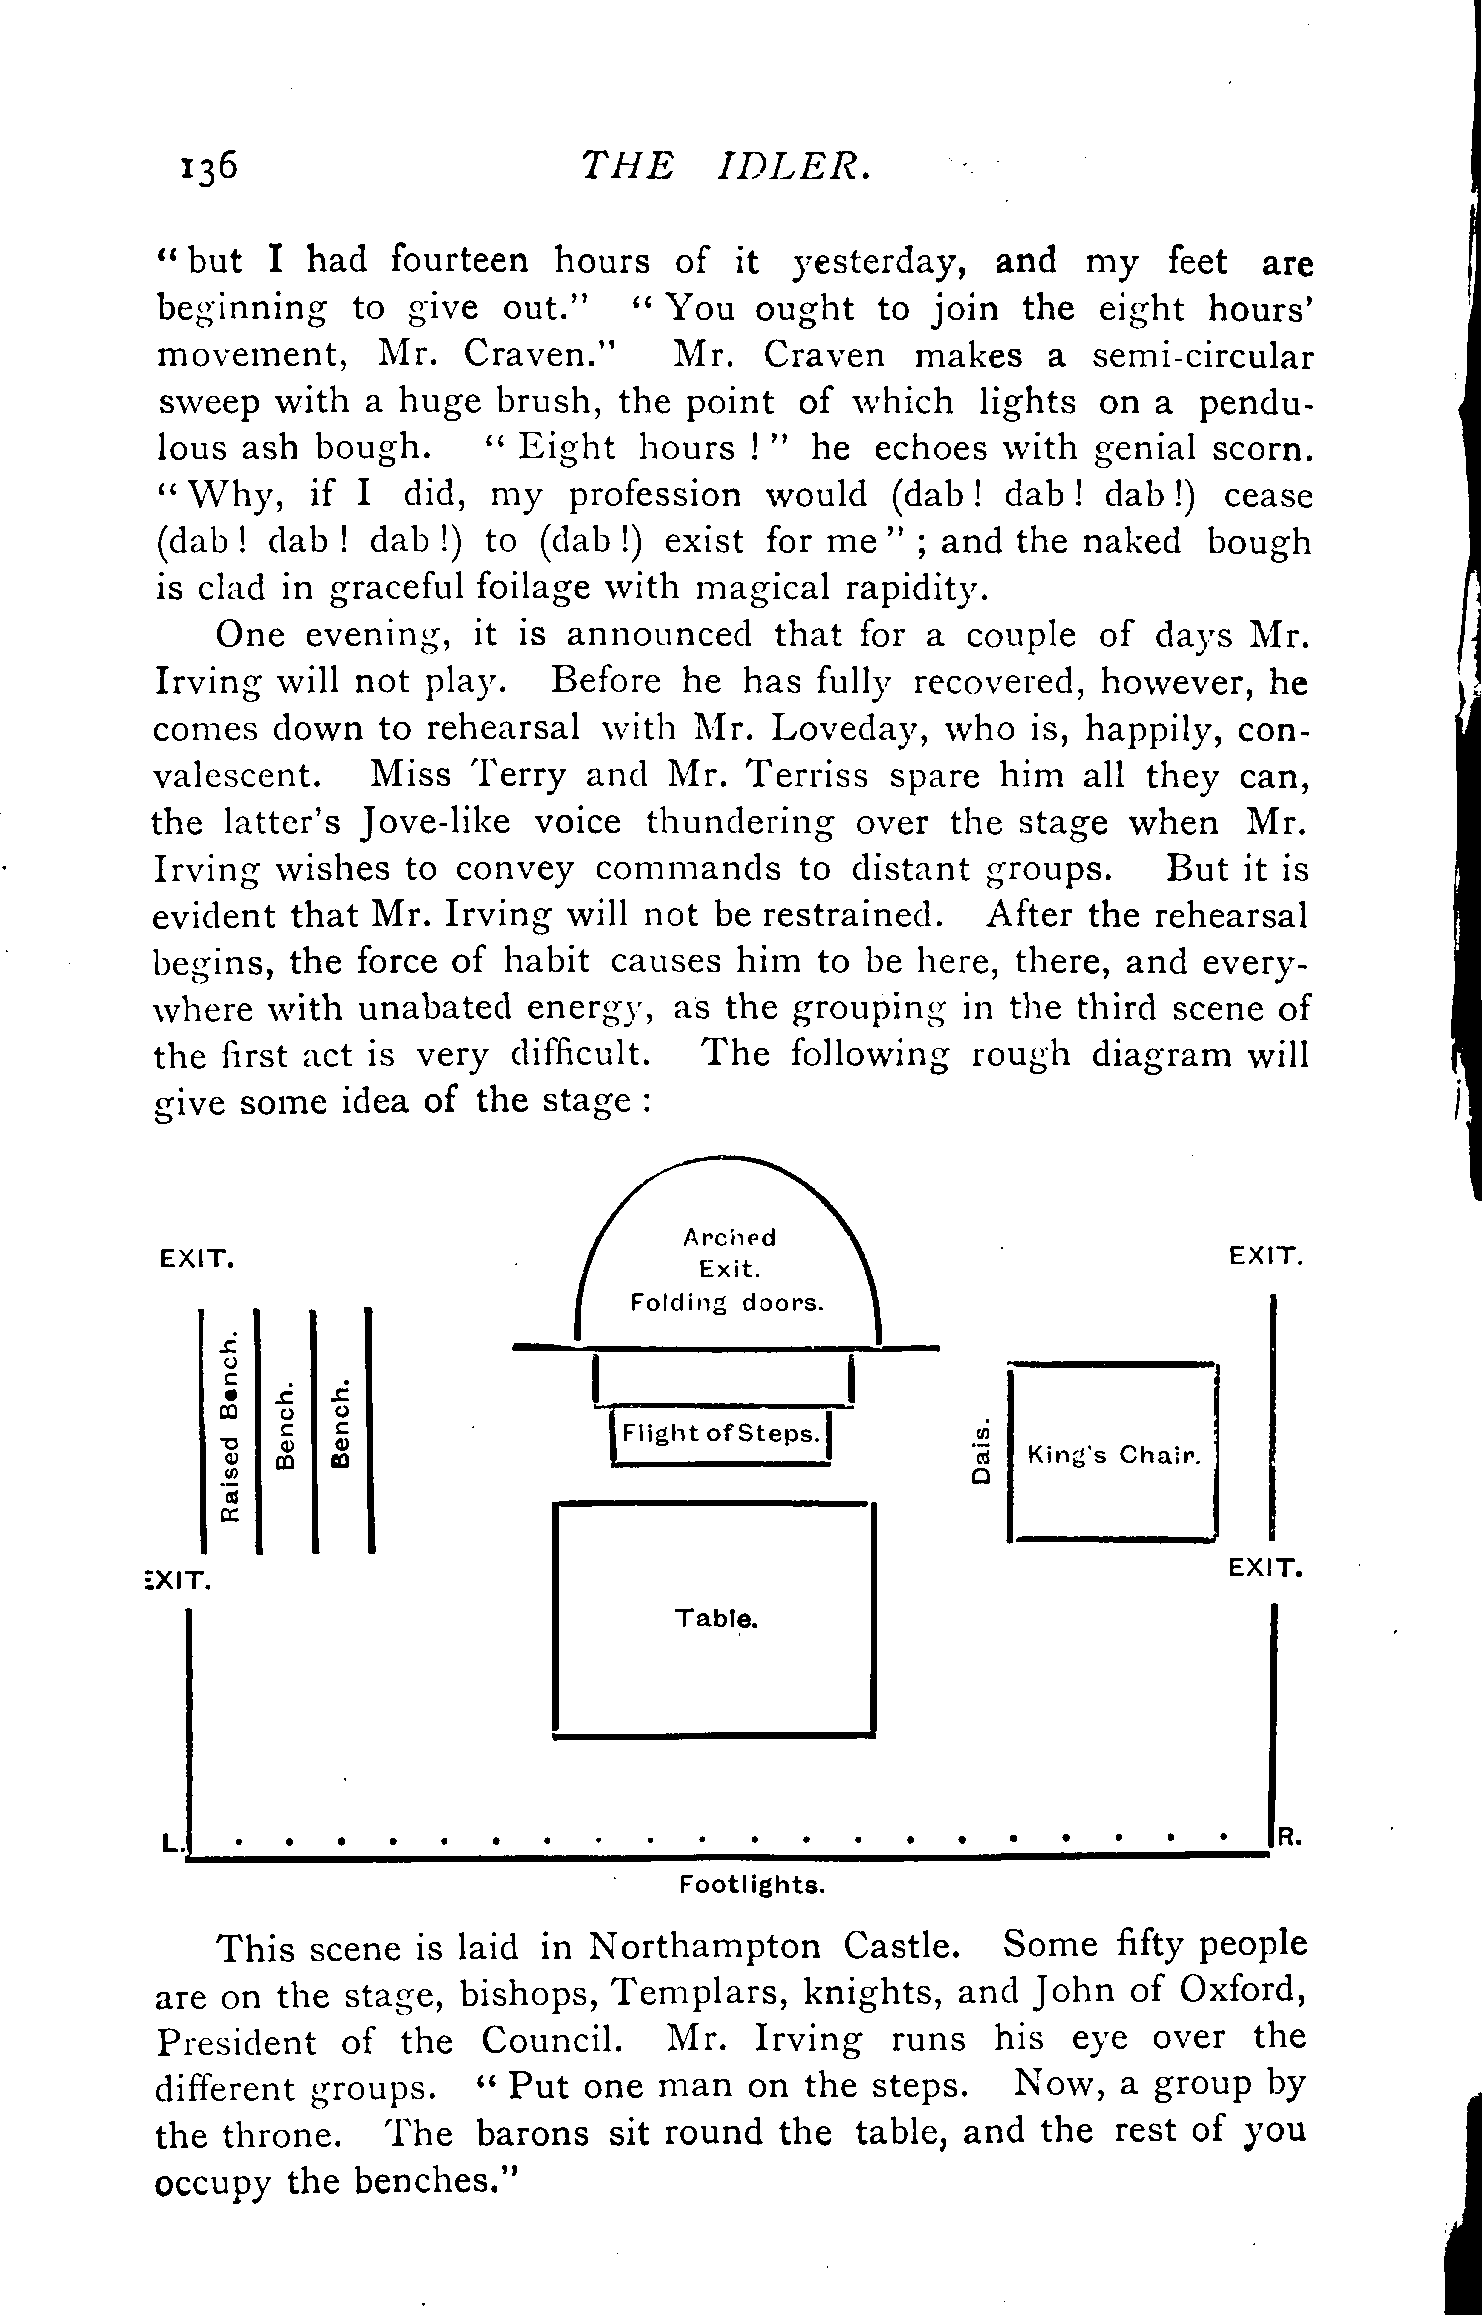 136 THE IDLER.
“but I had fourteen hours of it yesterday, and my feet are
beginning to give out.” “You ought to join the eight hours’
movement, Mr. Craven.” Mr. Craven makes a semi-circular
sweep with a huge brush, the point of which lights on a pendu-
lous ash bough. “Eight hours!” he echoes with genial scorn.
“Why, if I did, my profession would (dab! dab! dab!) cease
(dab! dab! dab!) to (dab!) exist for me”; and the naked bough
is clad in graceful foilage with magical rapidity.
One evening, it is announced that for a couple of days Mr.
Irving will not play. Before he has fully recovered, however, he
comes down to rehearsal with Mr. Loveday, who is, happily, con-
valescent. Miss Terry and Mr. Terriss spare him all they can,
the latter’s Jove-like voice thundering over the stage when Mr.
Irving wishes to convey commands to distant groups. But it is
evident that Mr. Irving will not be restrained. After the rehearsal
begins, the force of habit causes him to be here, there, and every-
where with unabated energy, as the grouping in the third scene of
the first act is very difficult. The following rough diagram will
give some idea of the stage:
Arched
Exit.
Folding doors.
EXIT.
EXIT.
Raised Bench.
Bench.
Bench.
Flight of Steps.
Dais.
King's Chair.
EXIT.
EXIT.
Table.
L.
R.
Footlights.
This scene is laid in Northampton Castle. Some fifty people
are on the stage, bishops, Templars, knights, and John of Oxford,
President of the Council. Mr. Irving runs his eye over the
different groups. “Put one man on the steps. Now, a group by
the throne. The barons sit round the table, and the rest of you
occupy the benches.”